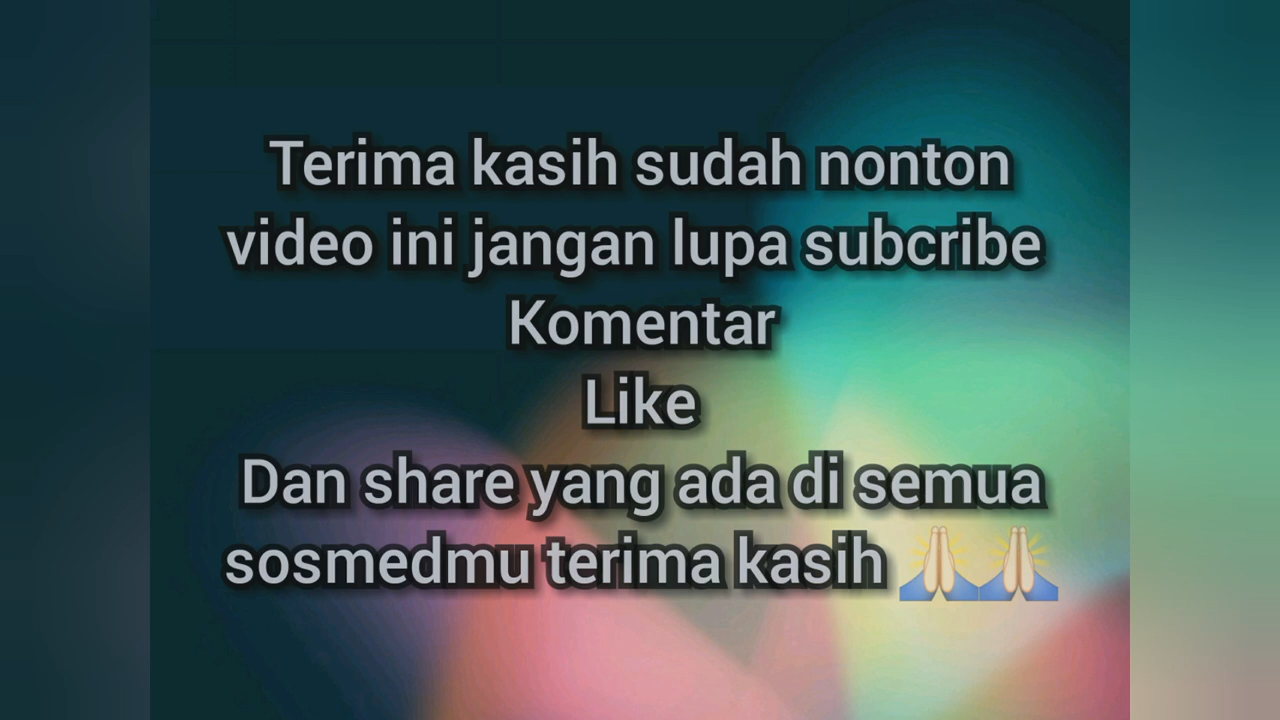 Terima kasih sudah nonton
video ini jangan lupa subcribe
Komentar
Like
Dan share yang ada di semua
sosmedmu terima kasih 🙏🙏